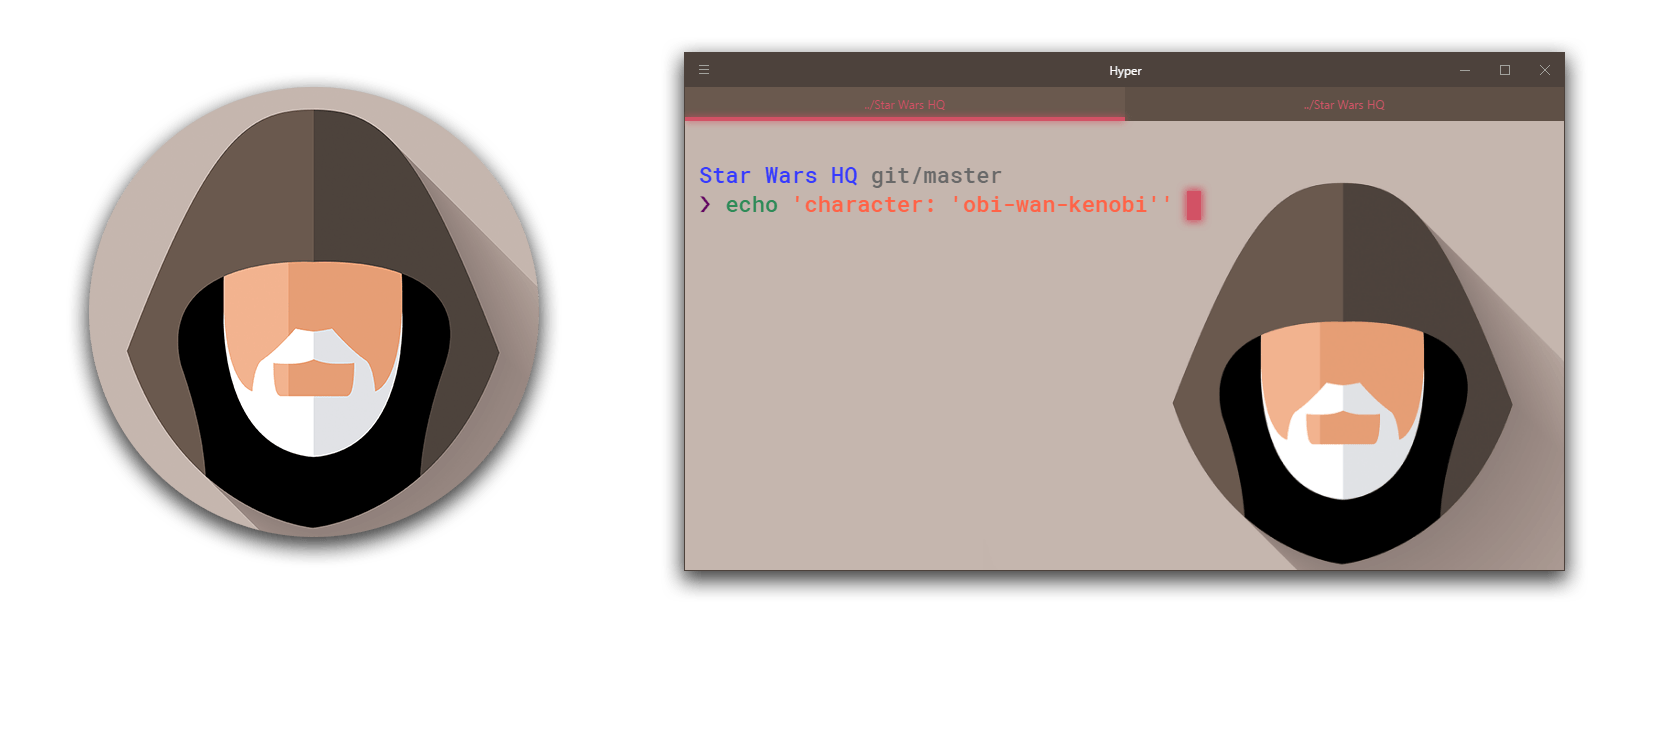 Hyper
../Star Wars HQ ../Star Wars HQ
Star Wars HQ git/master
❯ echo 'character: 'obi-wan-kenobi''